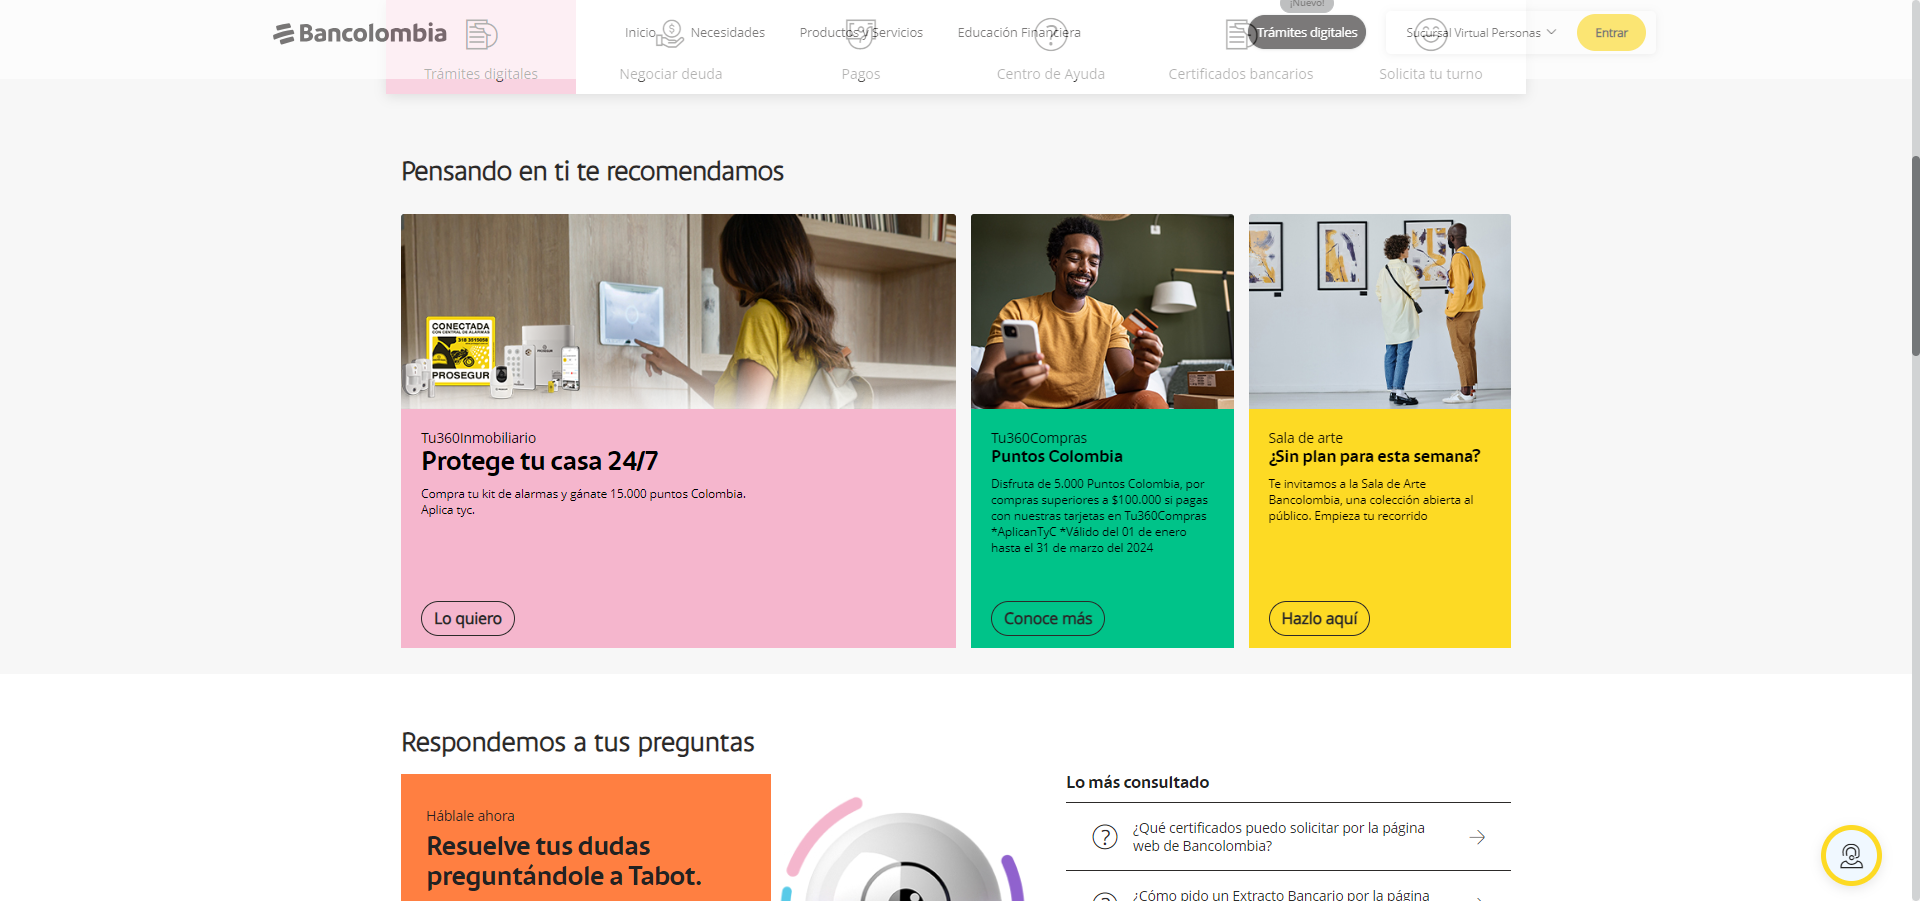 Bancolombia
Inicio
Necesidades
Productos y Servicios
Educación Financiera
¡Nuevo!
Trámites digitales
Sucursal Virtual Personas
Entrar
Trámites digitales
Negociar deuda
Pagos
Centro de Ayuda
Certificados bancarios
Solicita tu turno
Pensando en ti te recomendamos
CONECTADA
CON CENTRAL DE ALARMAS
318 3515058
PROSEGUR
Tu360Inmobiliario
Protege tu casa 24/7
Compra tu kit de alarmas y gánate 15.000 puntos Colombia.
Aplica tyc.
Lo quiero
Tu360Compras
Puntos Colombia
Disfruta de 5.000 Puntos Colombia, por
compras superiores a $100.000 si pagas
con nuestras tarjetas en Tu360Compras
*AplicanTyC *Válido del 01 de enero
hasta el 31 de marzo del 2024
Conoce más
Sala de arte
¿Sin plan para esta semana?
Te invitamos a la Sala de Arte
Bancolombia, una colección abierta al
público. Empieza tu recorrido
Hazlo aquí
Respondemos a tus preguntas
Háblale ahora
Resuelve tus dudas
preguntándole a Tabot.
Lo más consultado
¿Qué certificados puedo solicitar por la página
web de Bancolombia?
¿Cómo pido un Extracto Bancario por la página